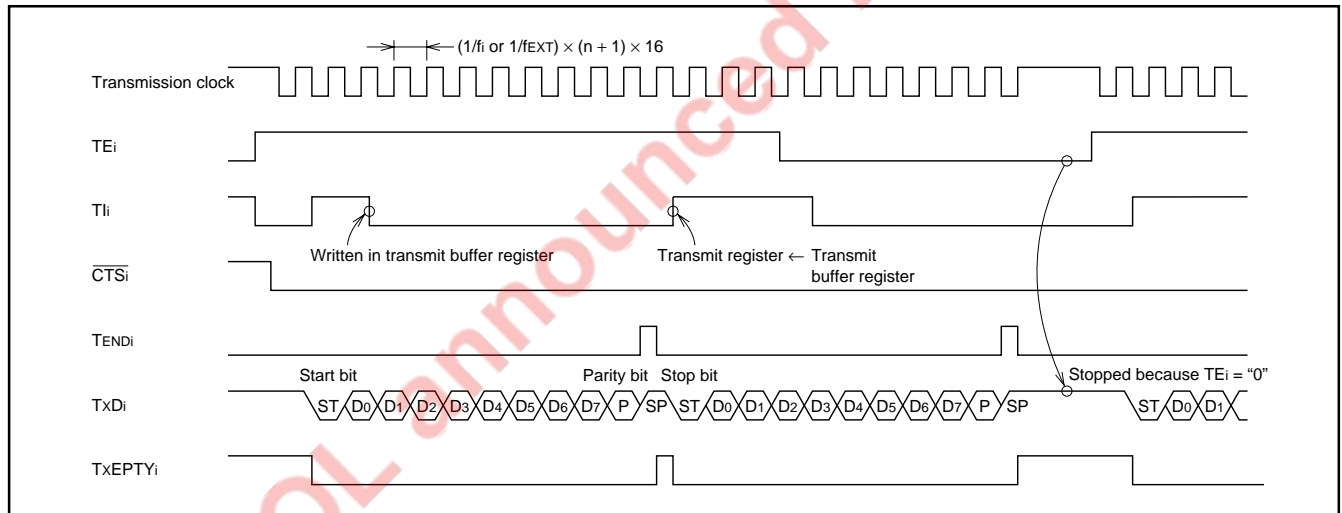 (1/fi or 1/fEXT) × (n + 1) × 16
Transmission clock
TEi
TIi
Written in transmit buffer register
Transmit register ← Transmit
buffer register
CTSi
TENDi
Start bit
Parity bit
Stop bit
Stopped because TEi = “0”
TxDi
ST D0 D1 D2 D3 D4 D5 D6 D7 P SP ST D0 D1 D2 D3 D4 D5 D6 D7 P SP ST D0 D1
TxEPTYi
OL announced